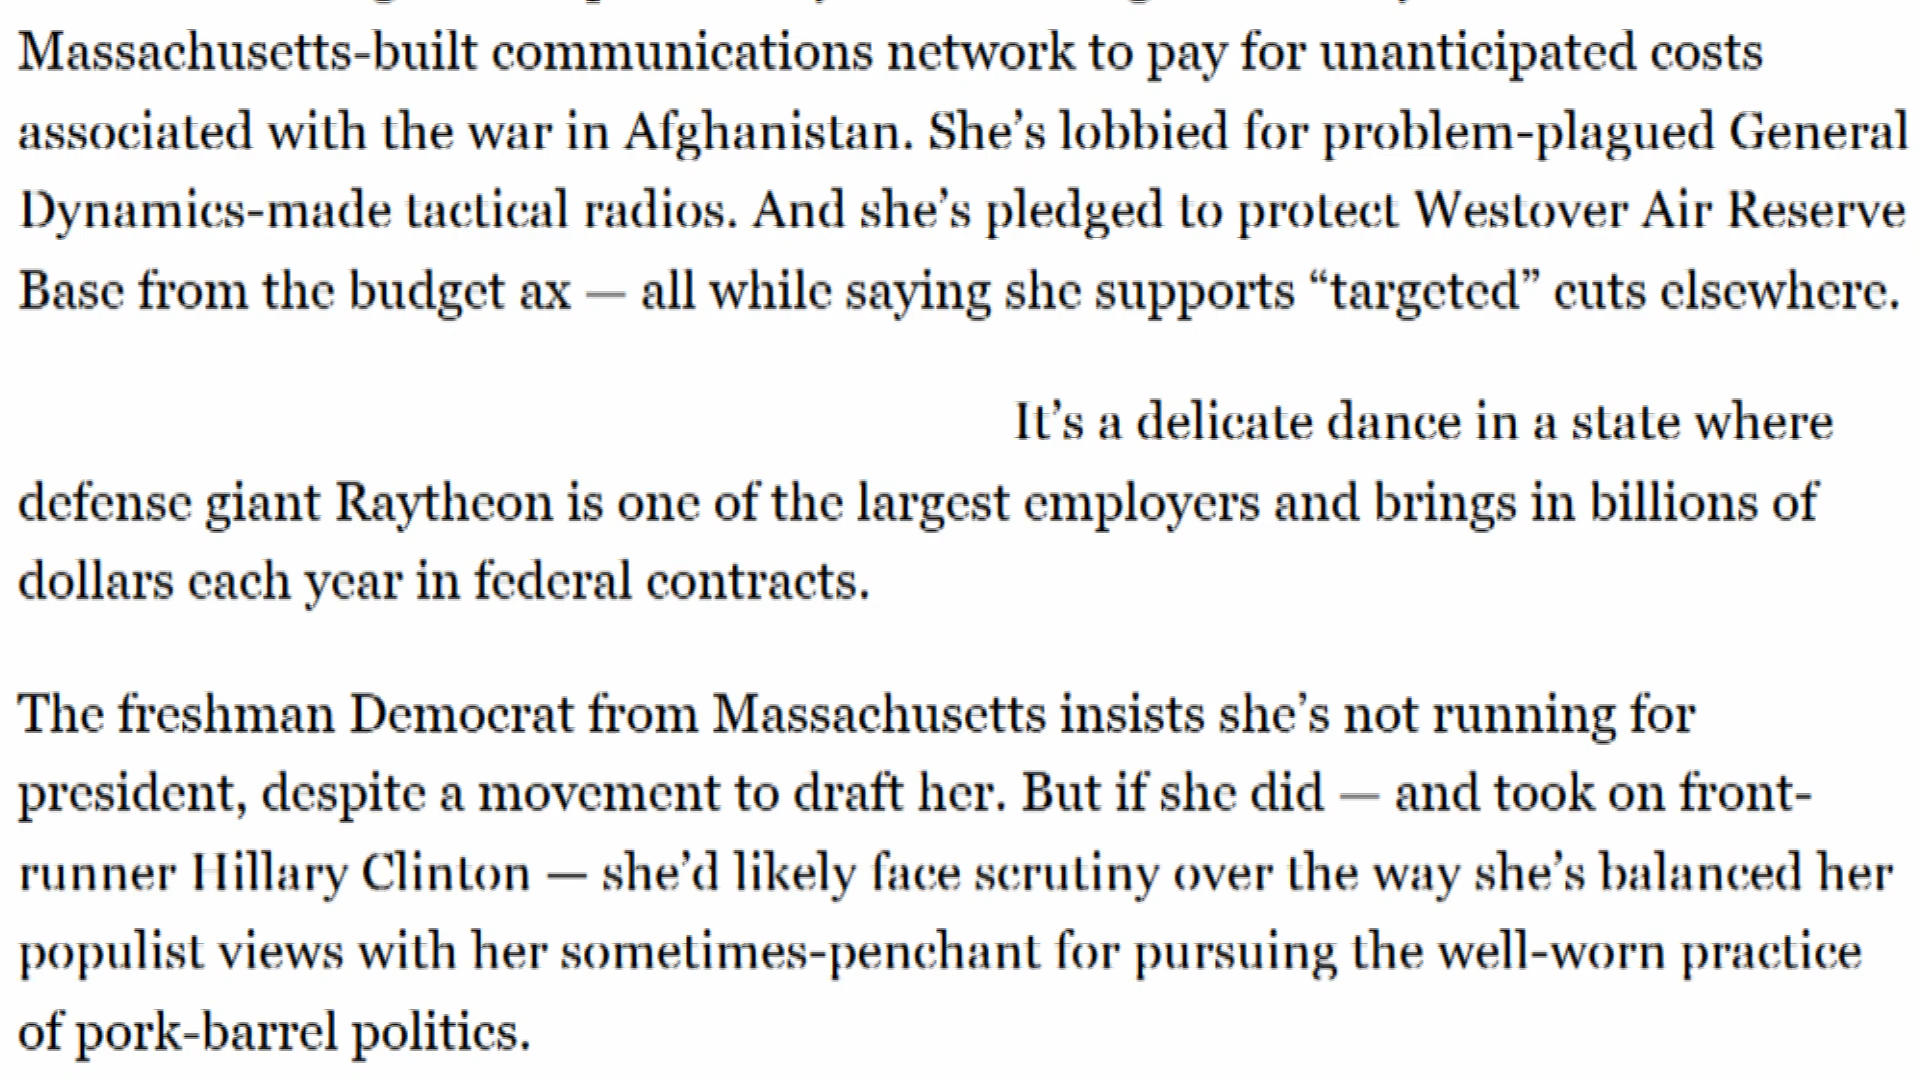 Massachusetts-built communications network to pay for unanticipated costs
associated with the war in Afghanistan. She’s lobbied for problem-plagued General
Dynamics-made tactical radios. And she’s pledged to protect Westover Air Reserve
Base from the budget ax — all while saying she supports “targeted” cuts elsewhere.
It’s a delicate dance in a state where
defense giant Raytheon is one of the largest employers and brings in billions of
dollars each year in federal contracts.
The freshman Democrat from Massachusetts insists she’s not running for
president, despite a movement to draft her. But if she did — and took on front-
runner Hillary Clinton — she’d likely face scrutiny over the way she’s balanced her
populist views with her sometimes-penchant for pursuing the well-worn practice
of pork-barrel politics.